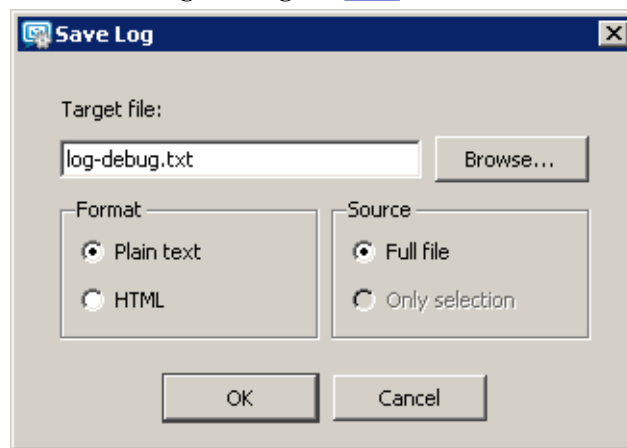 Save Log
Target file:
log-debug.txt
Browse...
Format
Source
Plain text
Full file
HTML
Only selection
OK
Cancel